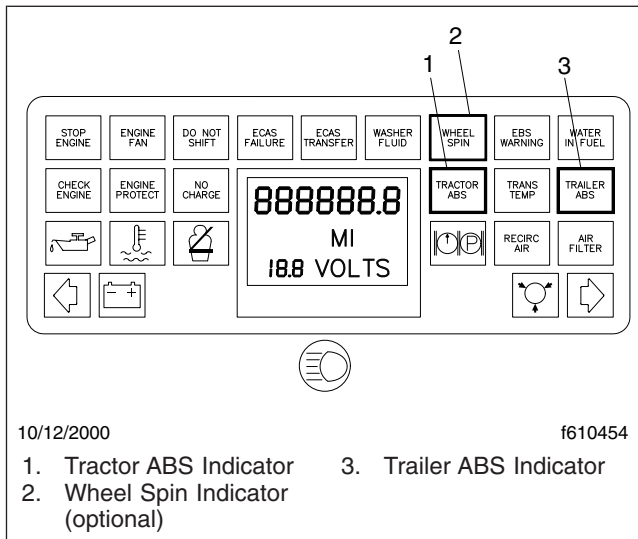 2
1
3
STOP ENGINE
ENGINE FAN
DO NOT SHIFT
ECAS FAILURE
ECAS TRANSFER
WASHER FLUID
WHEEL SPIN
EBS WARNING
WATER IN FUEL
CHECK ENGINE
ENGINE PROTECT
NO CHARGE
888888.8
MI
18.8 VOLTS
TRACTOR ABS
TRANS TEMP
TRAILER ABS
P
RECIRC AIR
AIR FILTER
- +
10/12/2000
f610454
1. Tractor ABS Indicator
2. Wheel Spin Indicator
(optional)
3. Trailer ABS Indicator